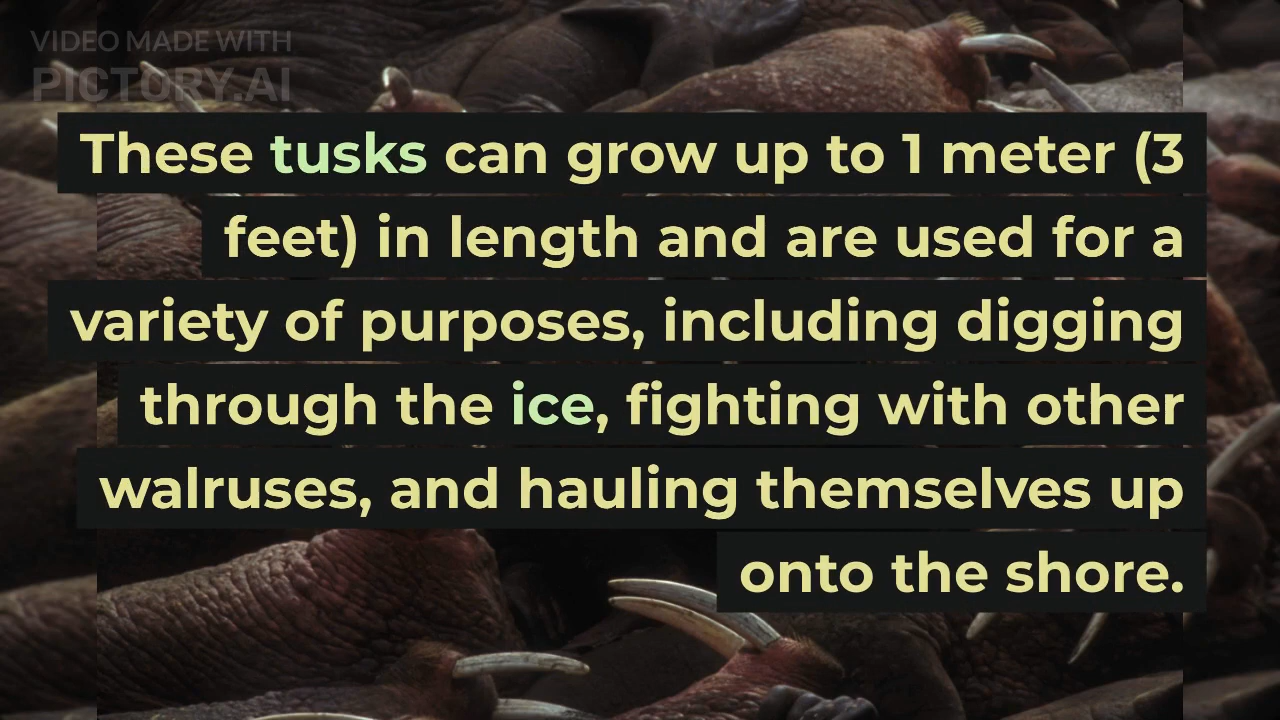 VIDEO MADE WITH
PICTORY.AI
These tusks can grow up to 1 meter (3
feet) in length and are used for a
variety of purposes, including digging
through the ice, fighting with other
walruses, and hauling themselves up
onto the shore.